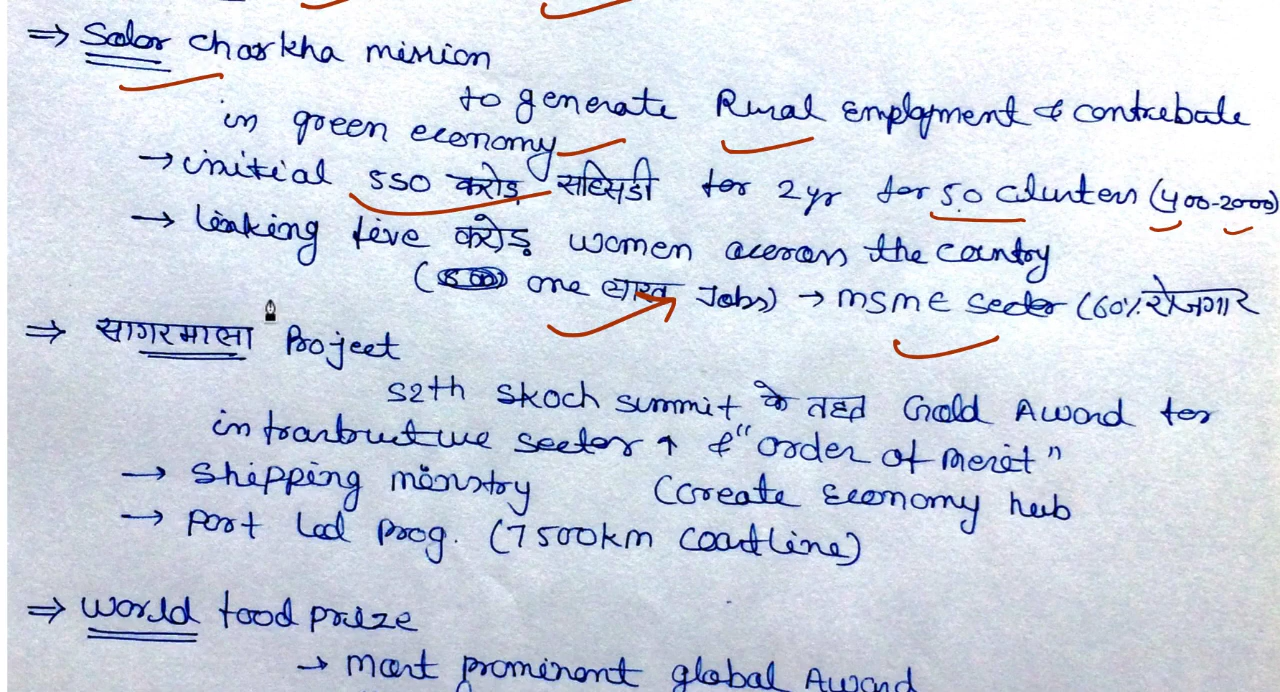 ⇒ Solar charkha mission
to generate Rural Employment & contrebate
in green economy
→ initial 550 करोड़ सब्सिडी for 2yr for 50 clusters (400-2000)
→ linking five करोड़ women accross the country
( one लाख Jobs) → MSME sector (60% रोजगार
⇒ सागरमाला Project
52th Skoch summit के तहत Gold Award for
infrastructure sector & "order of merit"
→ Shipping ministry (create Economy hub
→ Port Led prog. (7500km coastline)
⇒ World food prize
→ most prominent global Award